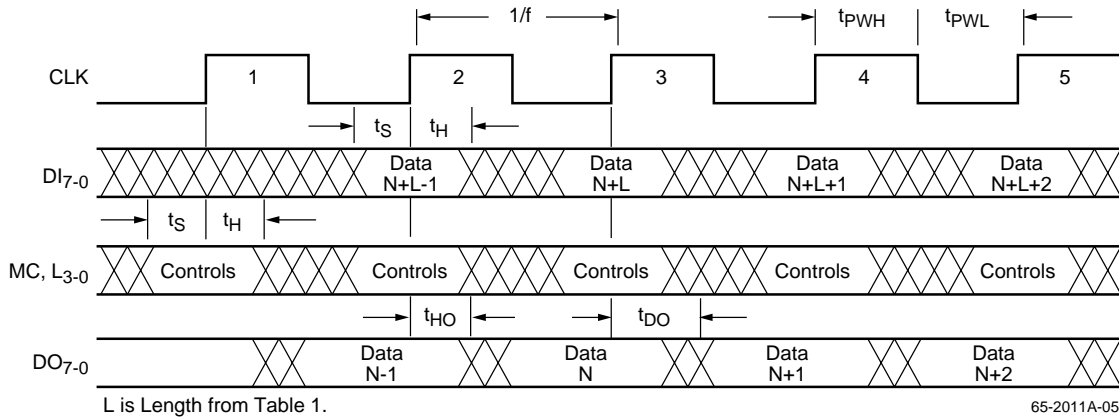 1/f
tPWH
tPWL
CLK
1
2
3
4
5
tS
tH
DI7-0
Data
N+L-1
Data
N+L
Data
N+L+1
Data
N+L+2
tS
tH
MC, L3-0
Controls
Controls
Controls
Controls
Controls
tHO
tDO
DO7-0
Data
N-1
Data
N
Data
N+1
Data
N+2
L is Length from Table 1.
65-2011A-05